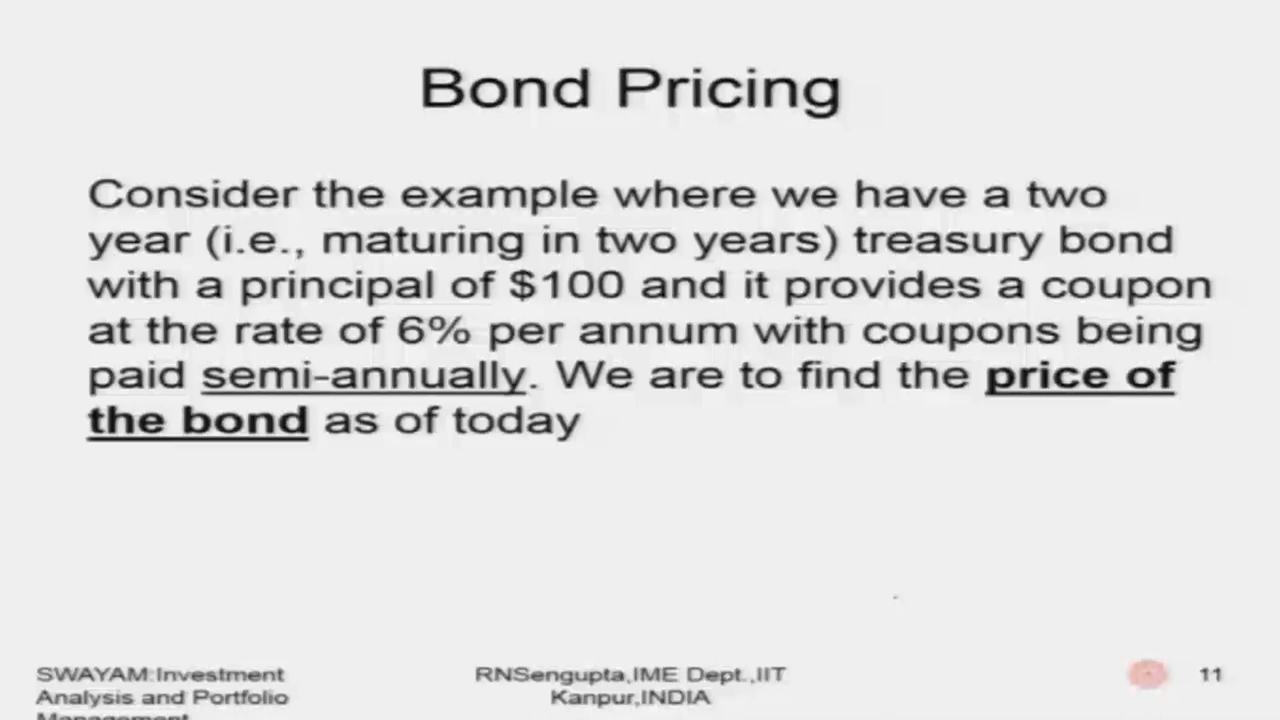 Bond Pricing
Consider the example where we have a two
year (i.e., maturing in two years) treasury bond
with a principal of $100 and it provides a coupon
at the rate of 6% per annum with coupons being
paid semi-annually. We are to find the price of
the bond as of today
SWAYAM:Investment
Analysis and Portfolio
Management
RNSengupta,IME Dept.,IIT
Kanpur,INDIA
11